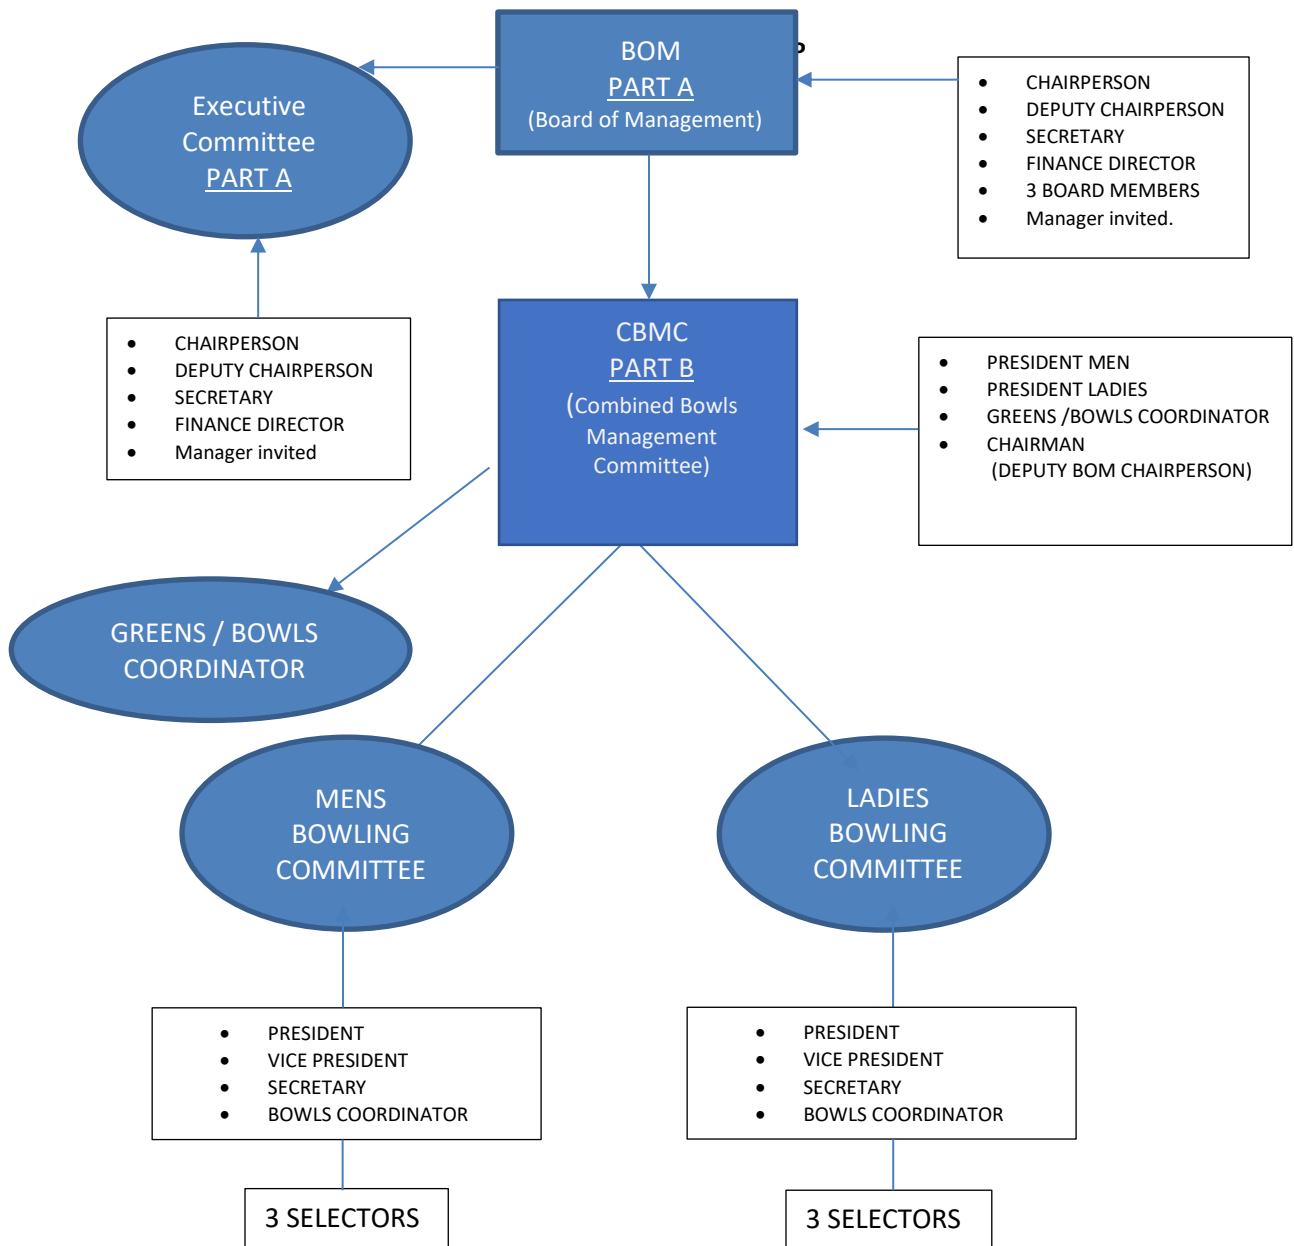 BOM
PART A
(Board of Management)
Executive
Committee
PART A
• CHAIRPERSON
• DEPUTY CHAIRPERSON
• SECRETARY
• FINANCE DIRECTOR
• 3 BOARD MEMBERS
• Manager invited.
• CHAIRPERSON
• DEPUTY CHAIRPERSON
• SECRETARY
• FINANCE DIRECTOR
• Manager invited
CBMC
PART B
(Combined Bowls
Management
Committee)
• PRESIDENT MEN
• PRESIDENT LADIES
• GREENS /BOWLS COORDINATOR
• CHAIRMAN
(DEPUTY BOM CHAIRPERSON)
GREENS / BOWLS
COORDINATOR
MENS
BOWLING
COMMITTEE
LADIES
BOWLING
COMMITTEE
• PRESIDENT
• VICE PRESIDENT
• SECRETARY
• BOWLS COORDINATOR
• PRESIDENT
• VICE PRESIDENT
• SECRETARY
• BOWLS COORDINATOR
3 SELECTORS
3 SELECTORS